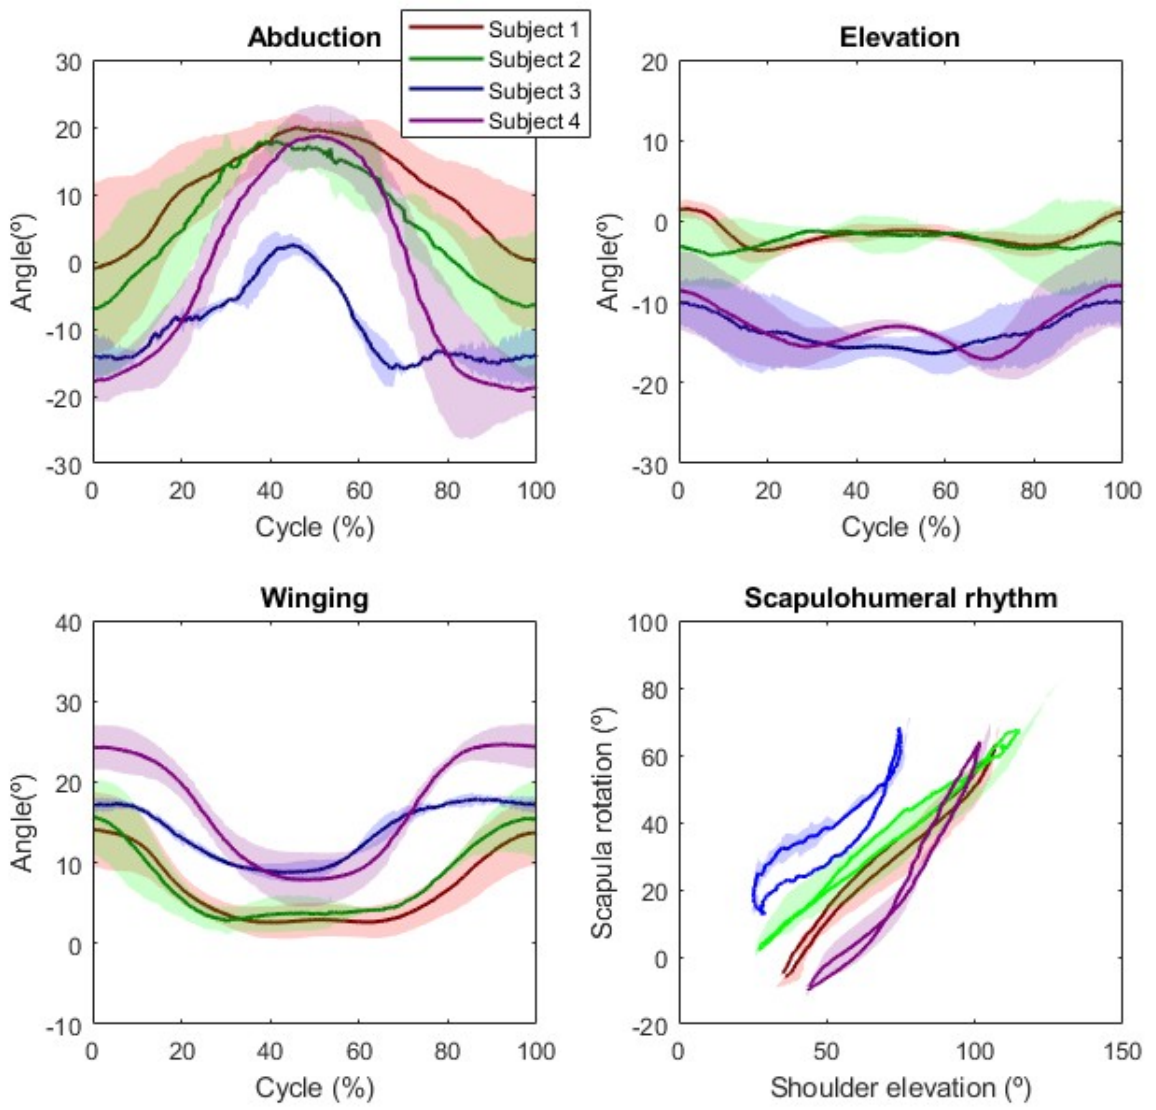 Abduction
Subject 1
Subject 2
Subject 3
Subject 4
30
20
10
0
-10
-20
-30
Angle(º)
0 20 40 60 80 100
Cycle (%)
Elevation
20
10
0
-10
-20
-30
Angle(º)
0 20 40 60 80 100
Cycle (%)
Winging
40
30
20
10
0
-10
Angle(º)
0 20 40 60 80 100
Cycle (%)
Scapulohumeral rhythm
100
80
60
40
20
0
-20
Scapula rotation (º)
0 50 100 150
Shoulder elevation (º)